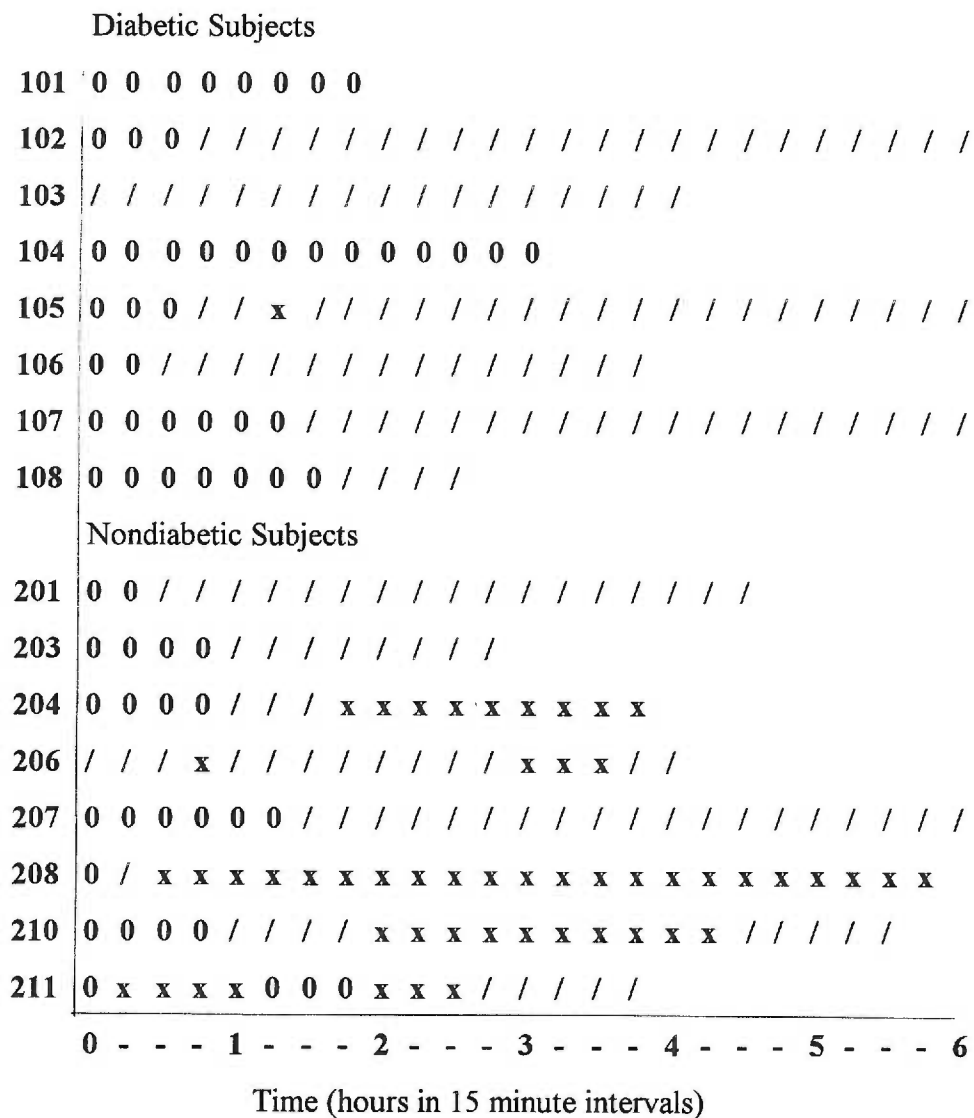 Diabetic Subjects
101 0 0 0 0 0 0 0 0
102 0 0 0 / / / / / / / / / / / / / / / / / / / / / /
103 / / / / / / / / / / / / / / / / /
104 0 0 0 0 0 0 0 0 0 0 0 0 0
105 0 0 0 / / x / / / / / / / / / / / / / / / / / / /
106 0 0 / / / / / / / / / / / / / /
107 0 0 0 0 0 0 / / / / / / / / / / / / / / / / / / /
108 0 0 0 0 0 0 0 / / / /
Nondiabetic Subjects
201 0 0 / / / / / / / / / / / / / / / / /
203 0 0 0 0 / / / / / / / /
204 0 0 0 0 / / / x x x x x x x x x
206 / / / x / / / / / / / / x x x / /
207 0 0 0 0 0 0 / / / / / / / / / / / / / / / / / / /
208 0 / x x x x x x x x x x x x x x x x x x x x x x
210 0 0 0 0 / / / / x x x x x x x x x x / / / / /
211 0 x x x x 0 0 0 x x x / / / / /
0 - - - 1 - - - 2 - - - 3 - - - 4 - - - 5 - - - 6
Time (hours in 15 minute intervals)